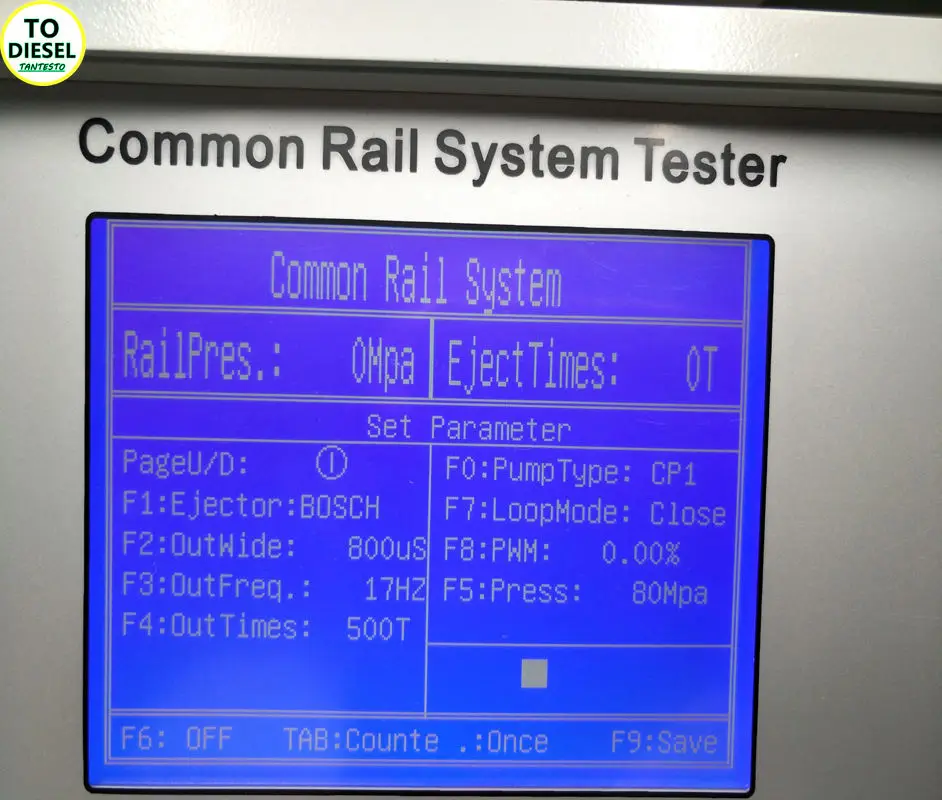 TO
DIESEL
TANTESTO
Common Rail System Tester
Common Rail System
RailPres.: 0Mpa EjectTimes: 0T
Set Parameter
PageU/D: ① F0:PumpType: CP1
F1:Ejector:BOSCH F7:LoopMode: Close
F2:OutWide: 800uS F8:PWM: 0.00%
F3:OutFreq.: 17HZ F5:Press: 80Mpa
F4:OutTimes: 500T
F6: OFF TAB:Counte .:Once F9:Save